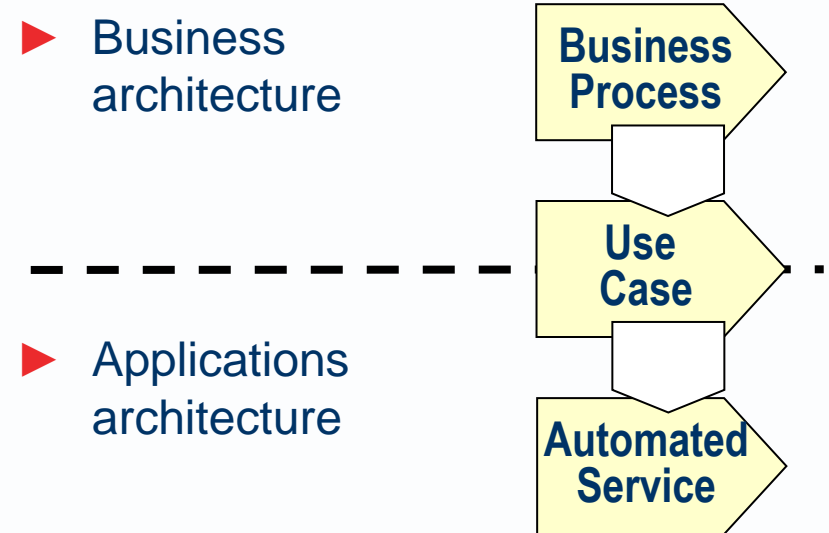 Business
architecture
Business
Process
Use
Case
Applications
architecture
Automated
Service